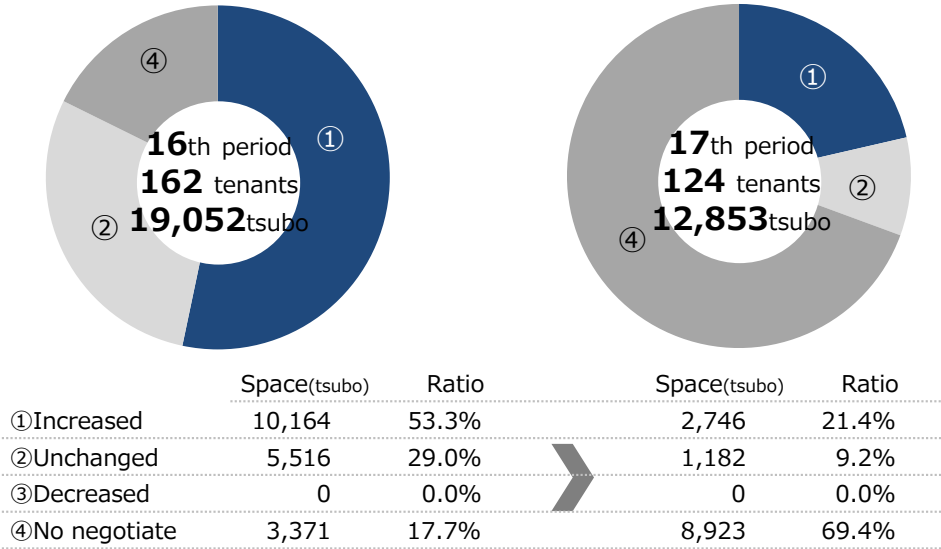 ④
①
16th period
162 tenants
② 19,052tsubo
①
17th period
124 tenants ②
12,853tsubo
④
Space(tsubo) Ratio Space(tsubo) Ratio
①Increased 10,164 53.3% 2,746 21.4%
②Unchanged 5,516 29.0% 1,182 9.2%
③Decreased 0 0.0% 0 0.0%
④No negotiate 3,371 17.7% 8,923 69.4%